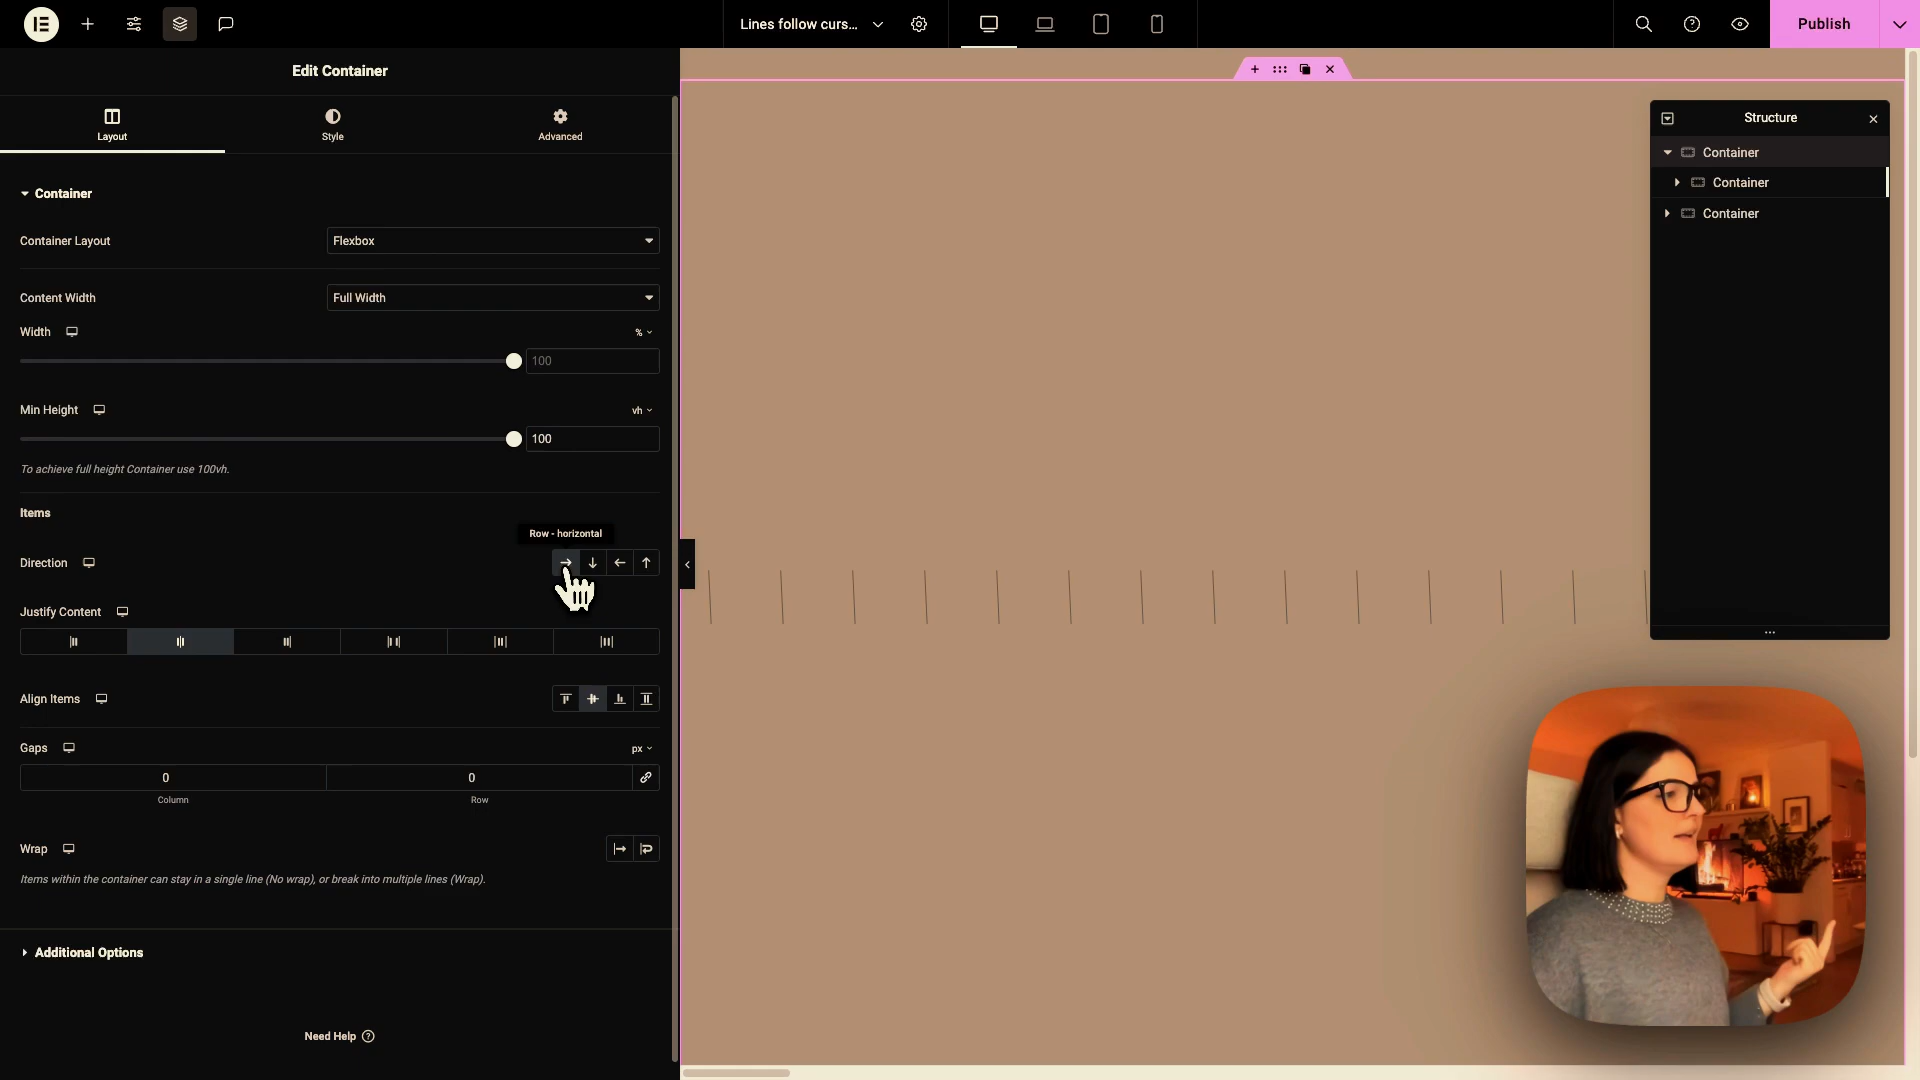 Lines follow curs...
Publish
Edit Container
Layout
Style
Advanced
Container
Container Layout
Flexbox
Content Width
Full Width
Width
%
100
Min Height
vh
100
To achieve full height Container use 100vh.
Items
Row - horizontal
Direction
Justify Content
Align Items
Gaps
px
0
0
Column
Row
Wrap
Items within the container can stay in a single line (No wrap), or break into multiple lines (Wrap).
Additional Options
Need Help
Structure
Container
Container
Container